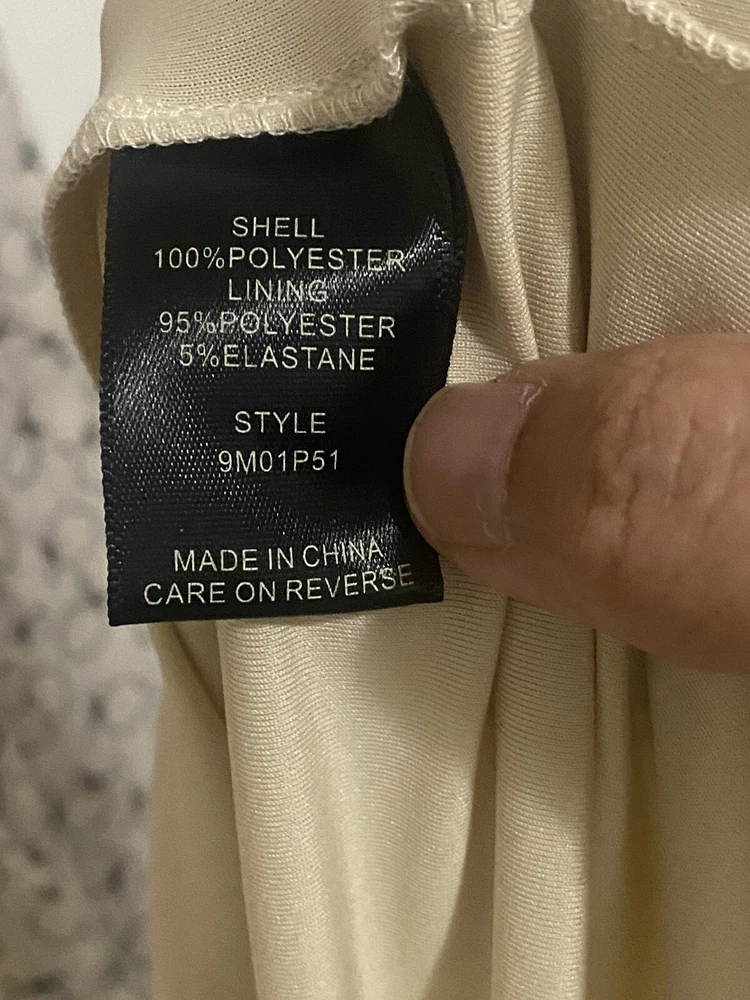 SHELL
100%POLYESTER
LINING
95%POLYESTER
5%ELASTANE
STYLE
9M01P51
MADE IN CHINA
CARE ON REVERSE